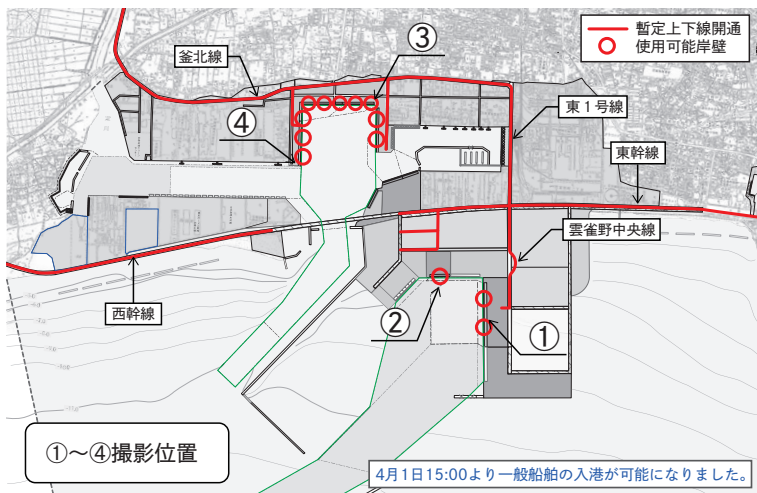 暫定上下線開通
使用可能岸壁
③
釜北線
④
東1号線
東幹線
雲雀野中央線
西幹線
②
①
①～④撮影位置
4月1日15:00より一般船舶の入港が可能になりました。